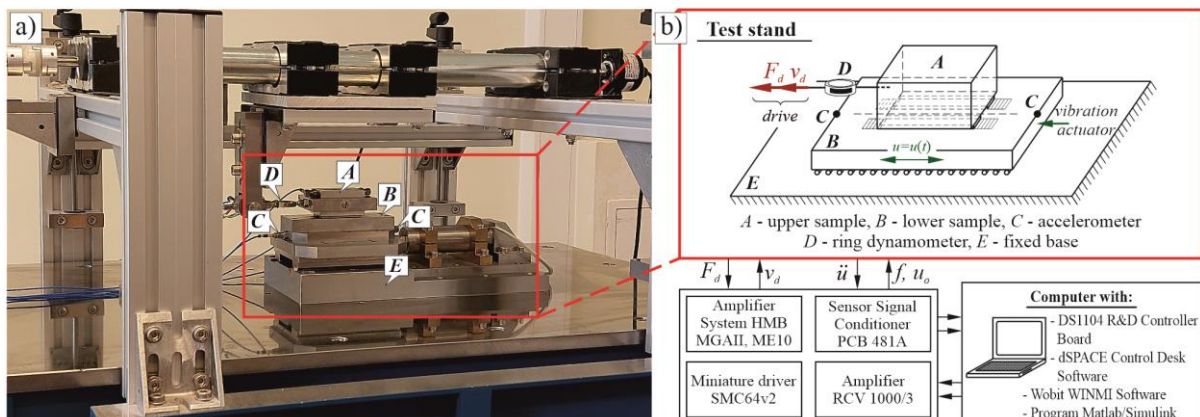 a)
A
D
B
C
C
E
b)
Test stand
A
D
F_d v_d
C
C
drive
vibration
actuator
B
u=u(t)
E
A - upper sample, B - lower sample, C - accelerometer
D - ring dynamometer, E - fixed base
F_d v_d ü f, u_o
Amplifier
System HMB
MGAII, ME10
Sensor Signal
Conditioner
PCB 481A
Miniature driver
SMC64v2
Amplifier
RCV 1000/3
Computer with:
- DS1104 R&D Controller
Board
- dSPACE Control Desk
Software
- Wobit WINMI Software
- Program Matlab/Simulink